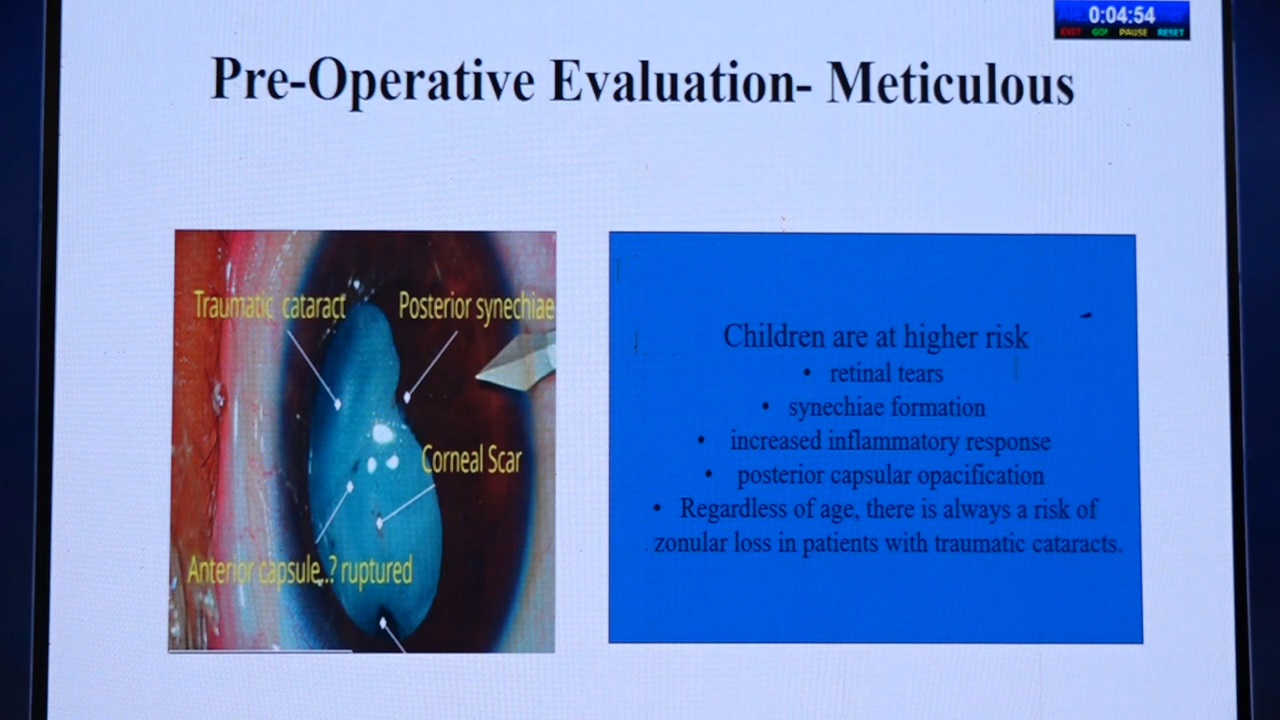 0:04:54
EXIT GO! PAUSE RESET
Pre-Operative Evaluation- Meticulous
Traumatic cataract
Posterior synechiae
Corneal Scar
Anterior capsule..? ruptured
Children are at higher risk
• retinal tears
• synechiae formation
• increased inflammatory response
• posterior capsular opacification
• Regardless of age, there is always a risk of
zonular loss in patients with traumatic cataracts.